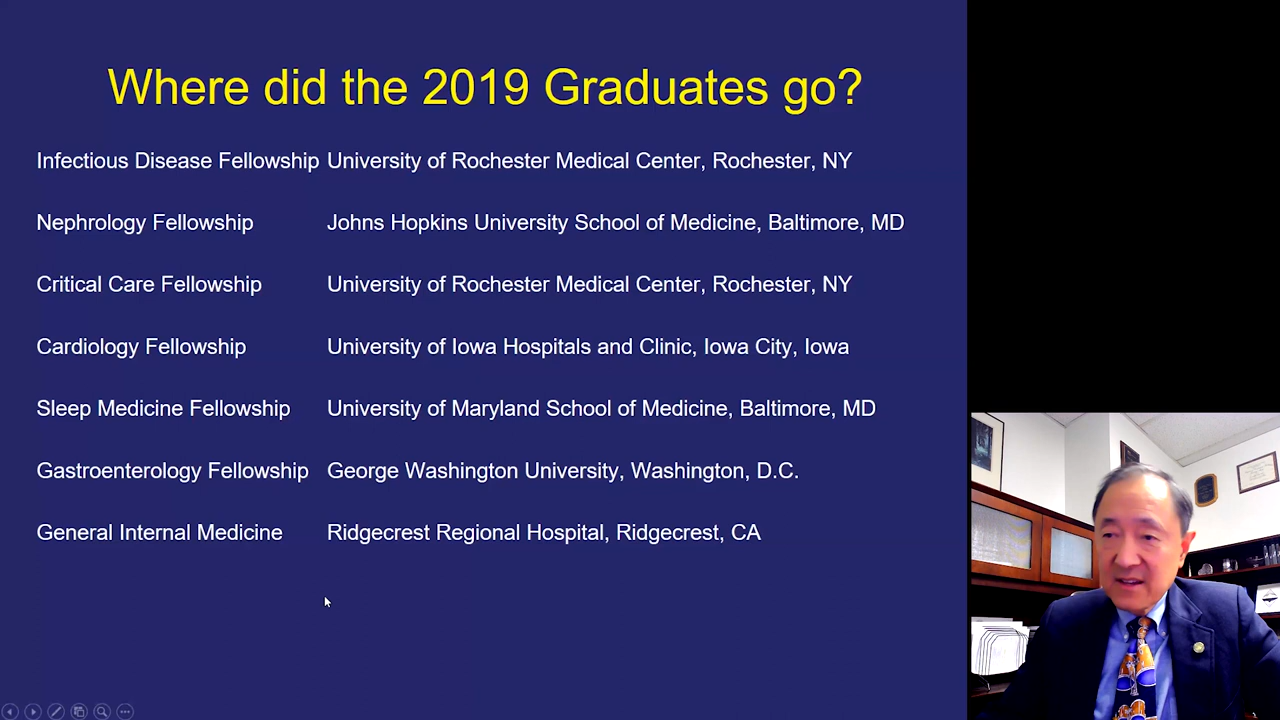 Where did the 2019 Graduates go?
Infectious Disease Fellowship University of Rochester Medical Center, Rochester, NY
Nephrology Fellowship Johns Hopkins University School of Medicine, Baltimore, MD
Critical Care Fellowship University of Rochester Medical Center, Rochester, NY
Cardiology Fellowship University of Iowa Hospitals and Clinic, Iowa City, Iowa
Sleep Medicine Fellowship University of Maryland School of Medicine, Baltimore, MD
Gastroenterology Fellowship George Washington University, Washington, D.C.
General Internal Medicine Ridgecrest Regional Hospital, Ridgecrest, CA